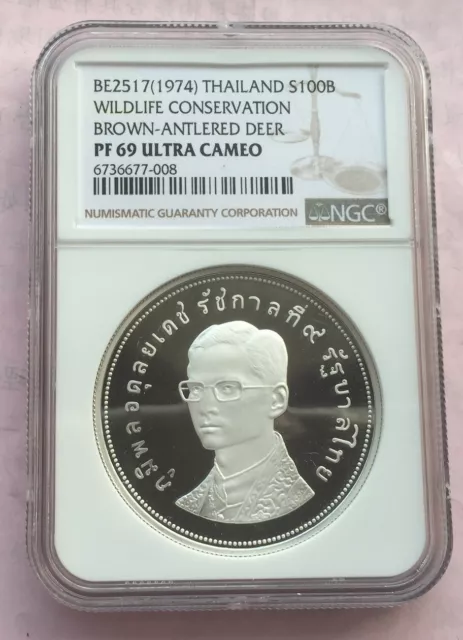 BE2517(1974) THAILAND S100B
WILDLIFE CONSERVATION
BROWN-ANTLERED DEER
PF 69 ULTRA CAMEO
6736677-008
NUMISMATIC GUARANTY CORPORATION
NGC®
ภูมิพลอดุลยเดช รัชกาลที่๙ รัฐบาลไทย